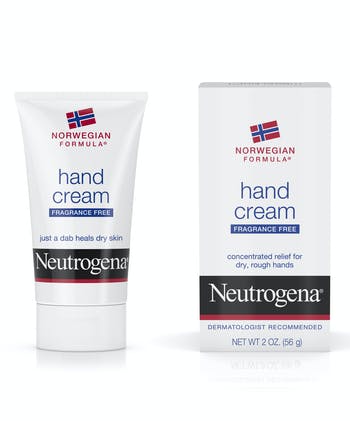 NORWEGIAN
FORMULA®
hand
cream
FRAGRANCE FREE
just a dab heals dry skin
Neutrogena®
NORWEGIAN
FORMULA®
hand
cream
FRAGRANCE FREE
concentrated relief for
dry, rough hands
Neutrogena®
DERMATOLOGIST RECOMMENDED
NET WT 2 OZ. (56 g)